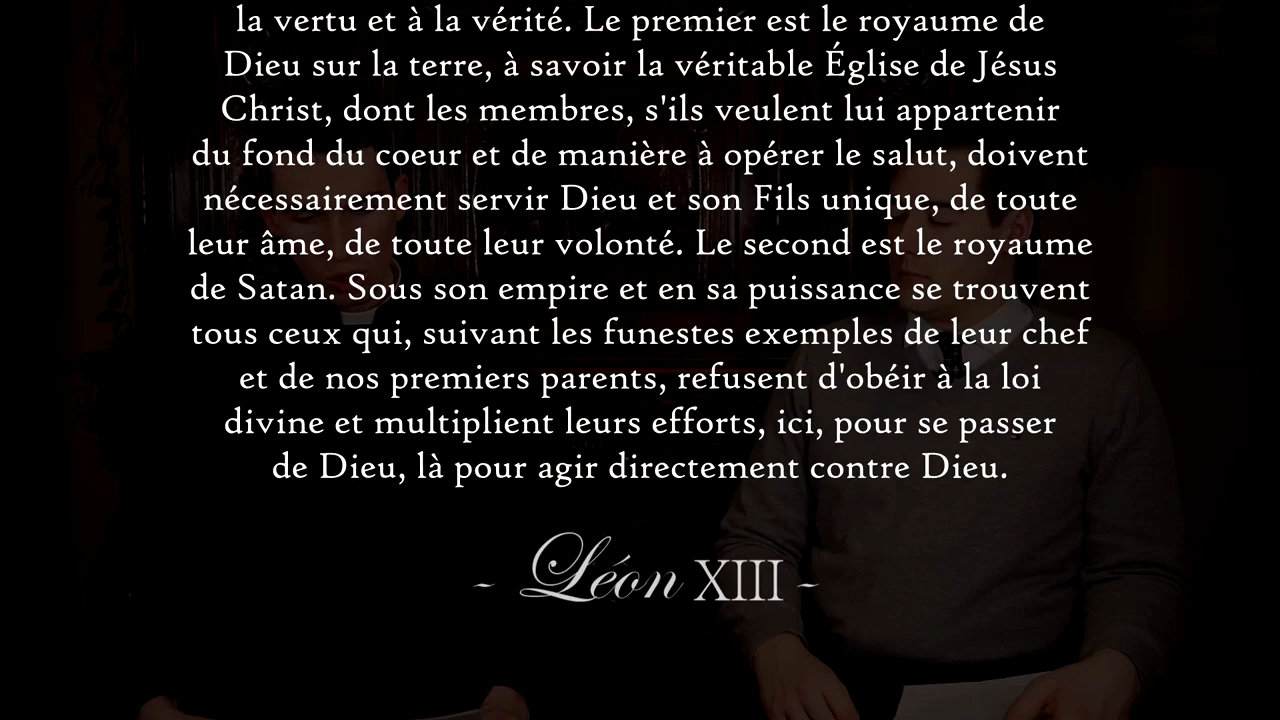 la vertu et à la vérité. Le premier est le royaume de
Dieu sur la terre, à savoir la véritable Église de Jésus
Christ, dont les membres, s'ils veulent lui appartenir
du fond du coeur et de manière à opérer le salut, doivent
nécessairement servir Dieu et son Fils unique, de toute
leur âme, de toute leur volonté. Le second est le royaume
de Satan. Sous son empire et en sa puissance se trouvent
tous ceux qui, suivant les funestes exemples de leur chef
et de nos premiers parents, refusent d'obéir à la loi
divine et multiplient leurs efforts, ici, pour se passer
de Dieu, là pour agir directement contre Dieu.
- Léon XIII -